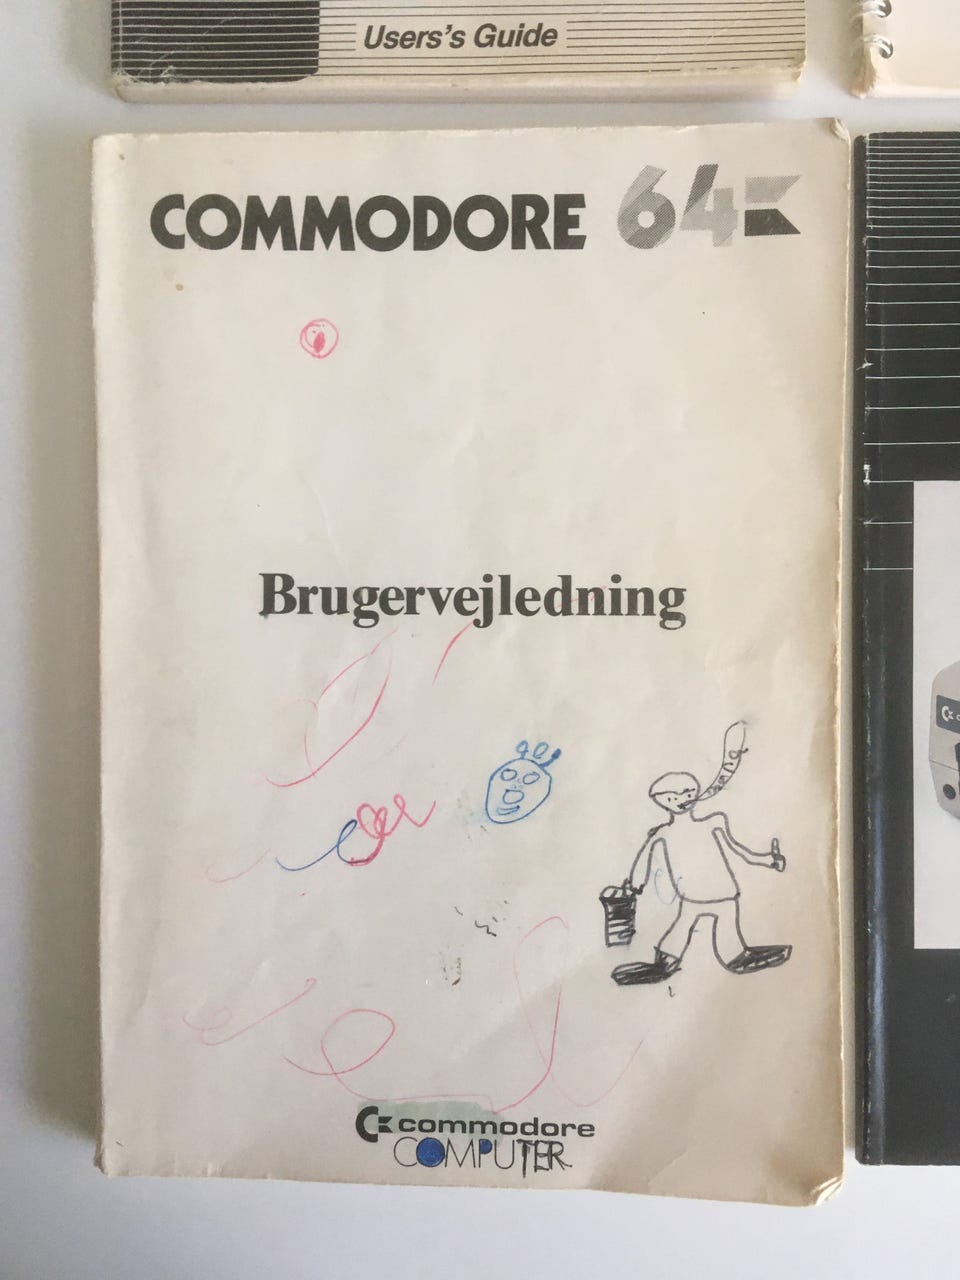 Users's Guide
COMMODORE 64
Brugervejledning
commodore
COMPUTER